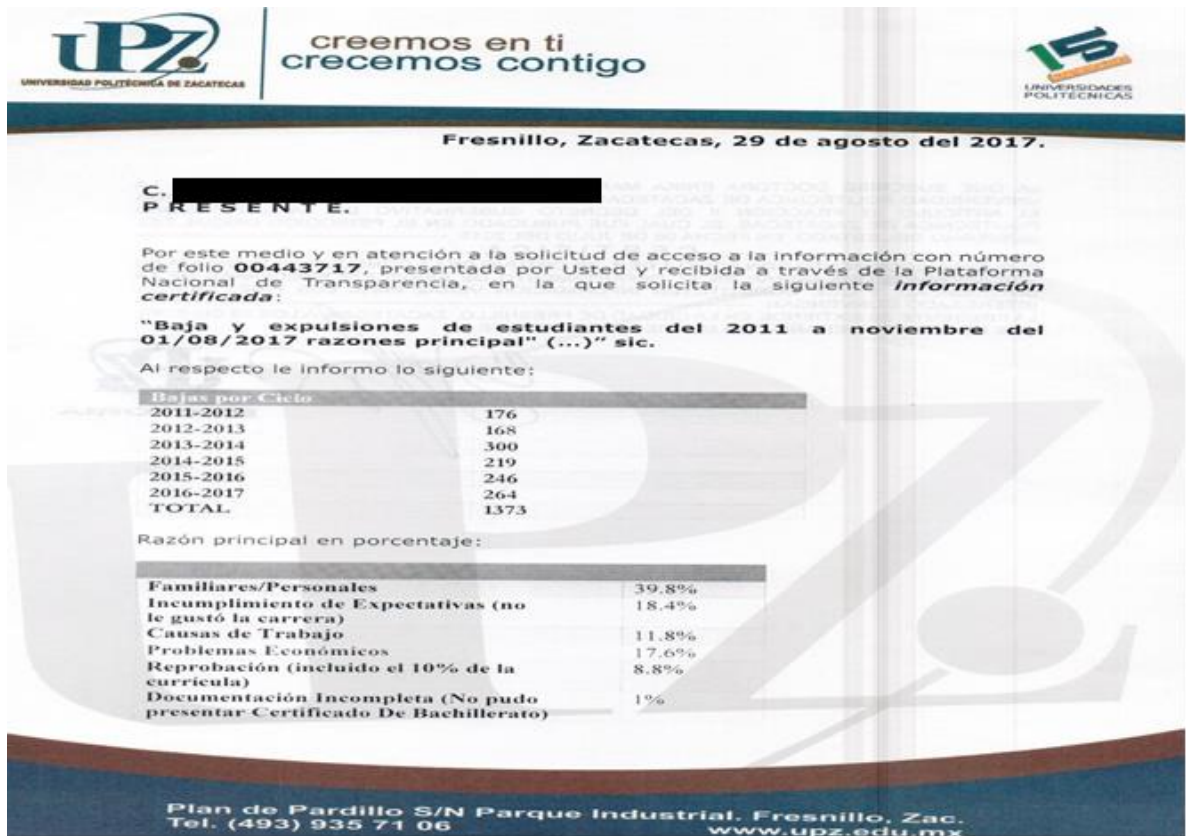 UPZ
UNIVERSIDAD POLITÉCNICA DE ZACATECAS
creemos en ti
crecemos contigo
15
UNIVERSIDADES
POLITÉCNICAS
Fresnillo, Zacatecas, 29 de agosto del 2017.
C.
P R E S E N T E.
Por este medio y en atención a la solicitud de acceso a la información con número
de folio 00443717, presentada por Usted y recibida a través de la Plataforma
Nacional de Transparencia, en la que solicita la siguiente información
certificada:
"Baja y expulsiones de estudiantes del 2011 a noviembre del
01/08/2017 razones principal" (...)" sic.
Al respecto le informo lo siguiente:
Bajas por Ciclo
2011-2012 176
2012-2013 168
2013-2014 300
2014-2015 219
2015-2016 246
2016-2017 264
TOTAL 1373
Razón principal en porcentaje:
Familiares/Personales 39.8%
Incumplimiento de Expectativas (no 18.4%
le gustó la carrera)
Causas de Trabajo 11.8%
Problemas Económicos 17.6%
Reprobación (incluido el 10% de la 8.8%
currícula)
Documentación Incompleta (No pudo 1%
presentar Certificado De Bachillerato)
Plan de Pardillo S/N Parque Industrial. Fresnillo, Zac.
Tel. (493) 935 71 06 www.upz.edu.mx